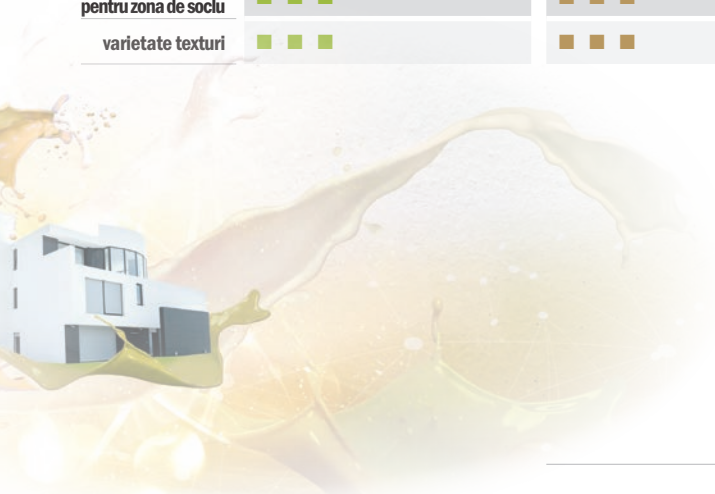 pentru zona de soclu
varietate texturi